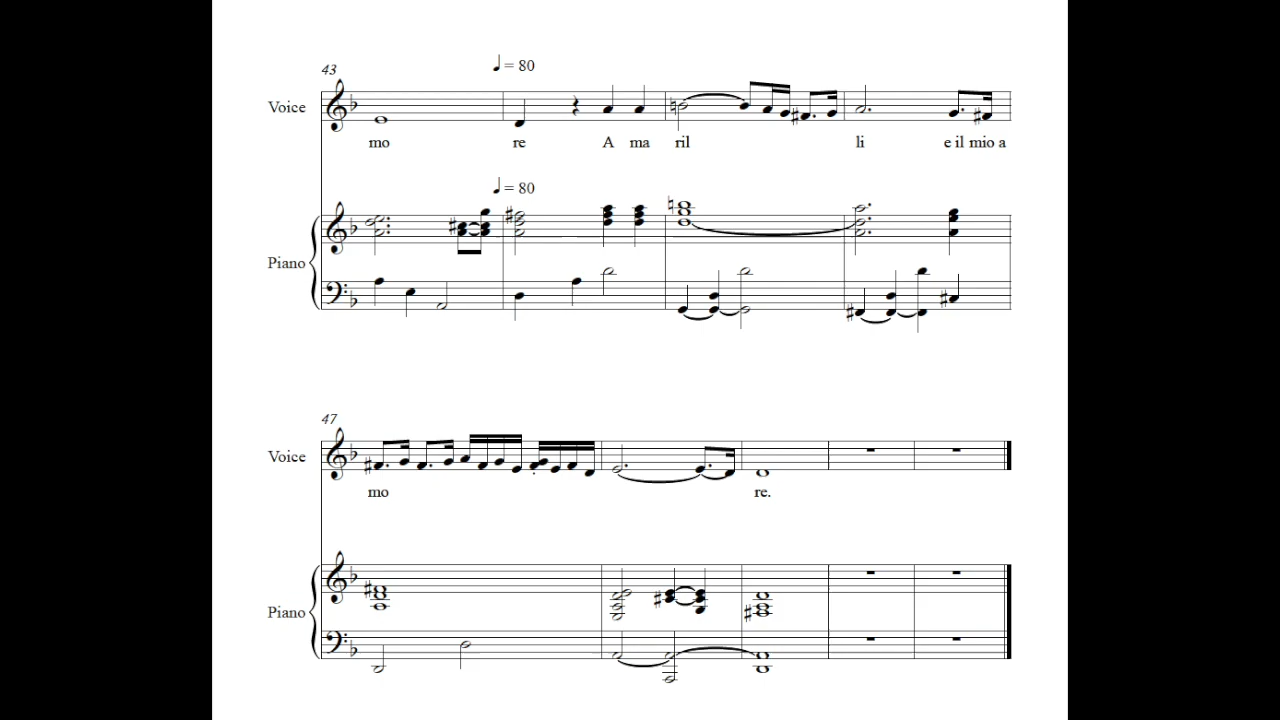 43
= 80
Voice
mo re A ma ril li e il mio a
= 80
Piano
47
Voice
mo re.
Piano